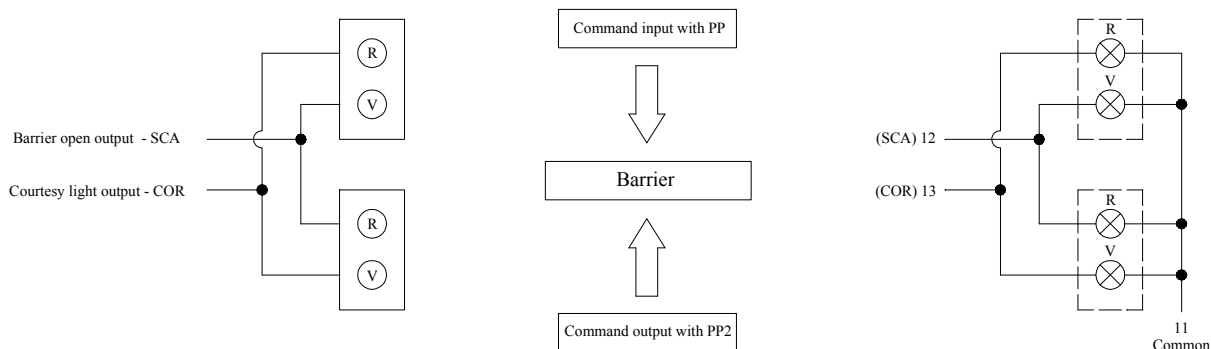 R
V
Barrier open output - SCA
Courtesy light output - COR
R
V
Command input with PP
Barrier
Command output with PP2
R
V
(SCA) 12
(COR) 13
R
V
11
Common